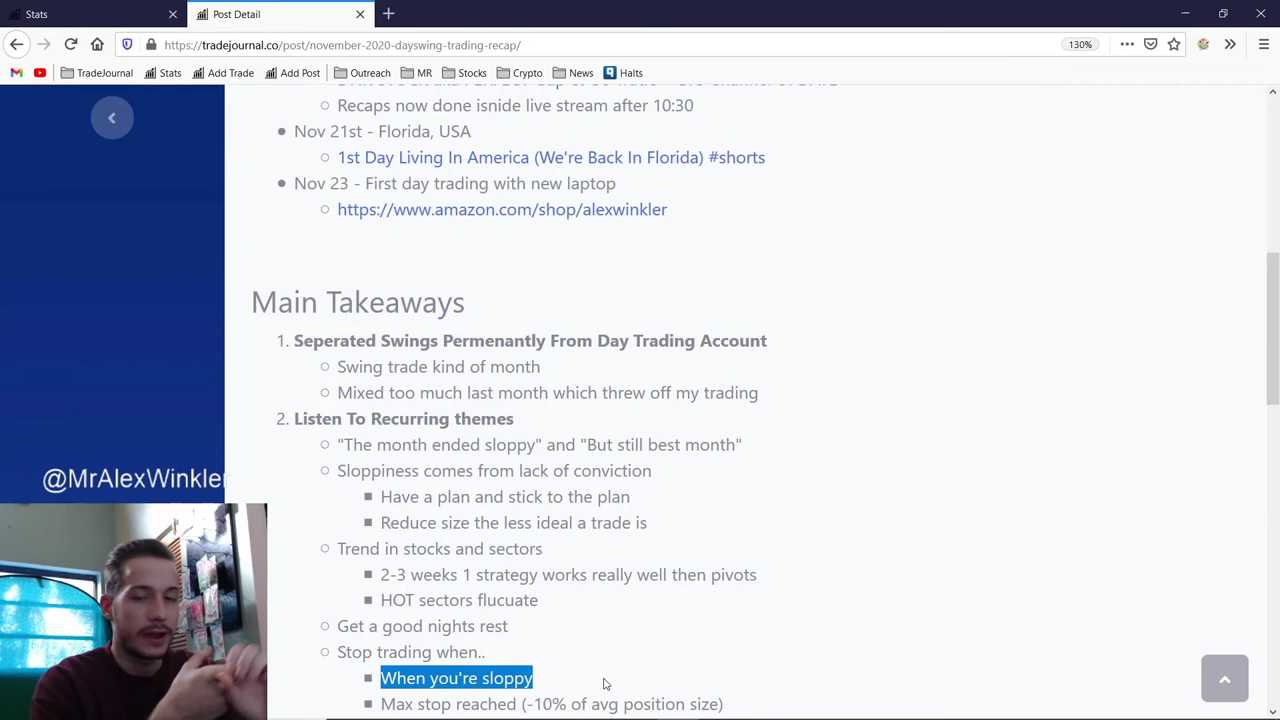 Stats
Post Detail
https://tradejournal.co/post/november-2020-dayswing-trading-recap/
130%
TradeJournal
Stats
Add Trade
Add Post
Outreach
MR
Stocks
Crypto
News
Halts
Recaps now done isnide live stream after 10:30
Nov 21st - Florida, USA
1st Day Living In America (We're Back In Florida) #shorts
Nov 23 - First day trading with new laptop
https://www.amazon.com/shop/alexwinkler
Main Takeaways
1. Seperated Swings Permenantly From Day Trading Account
Swing trade kind of month
Mixed too much last month which threw off my trading
2. Listen To Recurring themes
"The month ended sloppy" and "But still best month"
Sloppiness comes from lack of conviction
Have a plan and stick to the plan
Reduce size the less ideal a trade is
Trend in stocks and sectors
2-3 weeks 1 strategy works really well then pivots
HOT sectors flucuate
Get a good nights rest
Stop trading when..
When you're sloppy
Max stop reached (-10% of avg position size)
@MrAlexWinkler